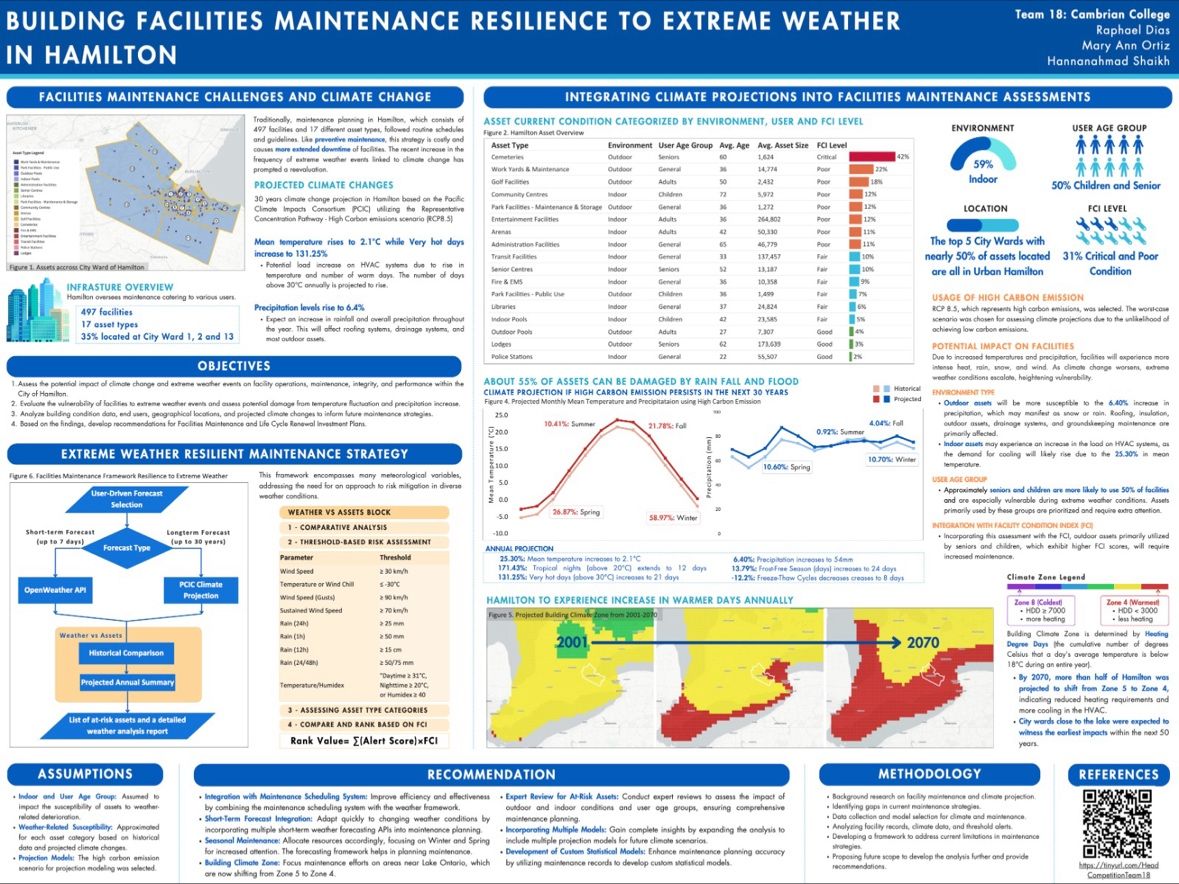 BUILDING FACILITIES MAINTENANCE RESILIENCE TO EXTREME WEATHER
IN HAMILTON
Team 18: Cambrian College
Raphael Dias
Mary Ann Ortiz
Hannanahmad Shaikh
FACILITIES MAINTENANCE CHALLENGES AND CLIMATE CHANGE
Asset Type Legend
Figure 1. Assets accross City Ward of Hamilton
Traditionally, maintenance planning in Hamilton, which consists of
497 facilities and 17 different asset types, followed routine schedules
and guidelines. Like preventive maintenance, this strategy is costly and
causes more extended downtime of facilities. The recent increase in the
frequency of extreme weather events linked to climate change has
prompted a reevaluation.
PROJECTED CLIMATE CHANGES
30 years climate change projection in Hamilton based on the Pacific
Climate Impacts Consortium (PCIC) utilizing the Representative
Concentration Pathway - High Carbon emissions scenario (RCP8.5)
Mean temperature rises to 2.1°C while Very hot days
increase to 131.25%
• Potential load increase on HVAC systems due to rise in
temperature and number of warm days. The number of days
above 30°C annually is projected to rise.
Precipitation levels rise to 6.4%
• Expect an increase in rainfall and overall precipitation throughout
the year. This will affect roofing systems, drainage systems, and
most outdoor assets.
INFRASTURE OVERVIEW
Hamilton oversees maintenance catering to various users.
497 facilities
17 asset types
35% located at City Ward 1, 2 and 13
OBJECTIVES
1. Assess the potential impact of climate change and extreme weather events on facility operations, maintenance, integrity, and performance within the
City of Hamilton.
2. Evaluate the vulnerability of facilities to extreme weather events and assess potential damage from temperature fluctuation and precipitation increase.
3. Analyze building condition data, end users, geographical locations, and projected climate changes to inform future maintenance strategies.
4. Based on the findings, develop recommendations for Facilities Maintenance and Life Cycle Renewal Investment Plans.
EXTREME WEATHER RESILIENT MAINTENANCE STRATEGY
Figure 6. Facilities Maintenance Framework Resilience to Extreme Weather
User-Driven Forecast
Selection
Short-term Forecast
(up to 7 days)
Forecast Type
Longterm Forecast
(up to 30 years)
OpenWeather API
PCIC Climate
Projection
Weather vs Assets
Historical Comparison
Projected Annual Summary
List of at-risk assets and a detailed
weather analysis report
This framework encompasses many meteorological variables,
addressing the need for an approach to risk mitigation in diverse
weather conditions.
WEATHER VS ASSETS BLOCK
1 - COMPARATIVE ANALYSIS
2 - THRESHOLD-BASED RISK ASSESSMENT
Parameter Threshold
Wind Speed ≥ 30 km/h
Temperature or Wind Chill ≤ -30°C
Wind Speed (Gusts) ≥ 90 km/h
Sustained Wind Speed ≥ 70 km/h
Rain (24h) ≥ 25 mm
Rain (1h) ≥ 50 mm
Rain (12h) ≥ 15 cm
Rain (24/48h) ≥ 50/75 mm
Temperature/Humidex "Daytime ≥ 31°C,
Nighttime ≥ 20°C,
or Humidex ≥ 40
3 - ASSESSING ASSET TYPE CATEGORIES
4 - COMPARE AND RANK BASED ON FCI
Rank Value= ∑(Alert Score)×FCI
INTEGRATING CLIMATE PROJECTIONS INTO FACILITIES MAINTENANCE ASSESSMENTS
ASSET CURRENT CONDITION CATEGORIZED BY ENVIRONMENT, USER AND FCI LEVEL
Figure 2. Hamilton Asset Overview
Asset Type Environment User Age Group Avg. Age Avg. Asset Size FCI Level
Cemeteries Outdoor Seniors 60 1,624 Critical 42%
Work Yards & Maintenance Outdoor General 36 14,774 Poor 22%
Golf Facilities Outdoor Adults 50 2,432 Poor 18%
Community Centres Indoor Children 72 5,972 Poor 12%
Park Facilities - Maintenance & Storage Outdoor General 36 1,272 Poor 12%
Entertainment Facilities Indoor Adults 36 264,802 Poor 12%
Arenas Indoor Adults 42 50,330 Poor 11%
Administration Facilities Indoor General 65 46,779 Poor 11%
Transit Facilities Indoor General 33 137,457 Fair 10%
Senior Centres Indoor Seniors 52 13,187 Fair 10%
Fire & EMS Indoor General 36 10,358 Fair 9%
Park Facilities - Public Use Outdoor Children 36 1,499 Fair 7%
Libraries Indoor General 37 24,824 Fair 6%
Indoor Pools Indoor Children 42 23,585 Fair 5%
Outdoor Pools Outdoor Adults 27 7,307 Good 4%
Lodges Indoor Seniors 62 173,639 Good 3%
Police Stations Indoor General 22 55,507 Good 2%
ABOUT 55% OF ASSETS CAN BE DAMAGED BY RAIN FALL AND FLOOD
CLIMATE PROJECTION IF HIGH CARBON EMISSION PERSISTS IN THE NEXT 30 YEARS
Figure 4. Projected Monthly Mean Temperature and Precipitataion using High Carbon Emission
Historical
Projected
Mean Temperature (°C)
25.0
20.0
15.0
10.0
5.0
0.0
-5.0
-10.0
10.41%: Summer
21.78%: Fall
26.87%: Spring
58.97%: Winter
Precipitation (mm)
100
80
60
40
20
0
0.92%: Summer
4.04%: Fall
10.60%: Spring
10.70%: Winter
ANNUAL PROJECTION
25.30%: Mean temperature increases to 2.1°C
171.43%: Tropical nights (above 20°C) extends to 12 days
131.25%: Very hot days (above 30°C) increases to 21 days
6.40%: Precipitation increases to 54mm
13.79%: Frost-Free Season (days) increases to 24 days
-12.2%: Freeze-Thaw Cycles decreases creases to 8 days
HAMILTON TO EXPERIENCE INCREASE IN WARMER DAYS ANNUALLY
Figure 5. Projected Building Climate Zone from 2001-2070
2001
2070
ENVIRONMENT
59%
Indoor
USER AGE GROUP
50% Children and Senior
LOCATION
The top 5 City Wards with
nearly 50% of assets located
are all in Urban Hamilton
FCI LEVEL
31% Critical and Poor
Condition
USAGE OF HIGH CARBON EMISSION
RCP 8.5, which represents high carbon emissions, was selected. The worst-case
scenario was chosen for assessing climate projections due to the unlikelihood of
achieving low carbon emissions.
POTENTIAL IMPACT ON FACILITIES
Due to increased temperatures and precipitation, facilities will experience more
intense heat, rain, snow, and wind. As climate change worsens, extreme
weather conditions escalate, heightening vulnerability.
ENVIRONMENT TYPE
• Outdoor assets will be more susceptible to the 6.40% increase in
precipitation, which may manifest as snow or rain. Roofing, insulation,
outdoor assets, drainage systems, and groundskeeping maintenance are
primarily affected.
• Indoor assets may experience an increase in the load on HVAC systems, as
the demand for cooling will likely rise due to the 25.30% in mean
temperature.
USER AGE GROUP
• Approximately seniors and children are more likely to use 50% of facilities
and are especially vulnerable during extreme weather conditions. Assets
primarily used by these groups are prioritized and require extra attention.
INTEGRATION WITH FACILITY CONDITION INDEX (FCI)
• Incorporating this assessment with the FCI, outdoor assets primarily utilized
by seniors and children, which exhibit higher FCI scores, will require
increased maintenance.
Climate Zone Legend
Zone 8 (Coldest)
• HDD ≥ 7000
• more heating
Zone 4 (Warmest)
• HDD < 3000
• less heating
Building Climate Zone is determined by Heating
Degree Days (the cumulative number of degrees
Celsius that a day's average temperature is below
18°C during an entire year).
• By 2070, more than half of Hamilton was
projected to shift from Zone 5 to Zone 4,
indicating reduced heating requirements and
more cooling in the HVAC.
• City wards close to the lake were expected to
witness the earliest impacts within the next 50
years.
ASSUMPTIONS
• Indoor and User Age Group: Assumed to
impact the susceptibility of assets to weather-
related deterioration.
• Weather-Related Suceptibility: Approximated
for each asset category based on historical
data and projected climate changes.
• Projection Models: The high carbon emission
scenario for projection modeling was selected.
RECOMMENDATION
• Integration with Maintenance Scheduling System: Improve efficiency and effectiveness
by combining the maintenance scheduling system with the weather framework.
• Short-Term Forecast Integration: Adapt quickly to changing weather conditions by
incorporating multiple short-term weather forecasting APIs into maintenance planning.
• Seasonal Maintenance: Allocate resources accordingly, focusing on Winter and Spring
for increased attention. The forecasting framework helps in planning maintenance.
• Building Climate Zone: Focus maintenance efforts on areas near Lake Ontario, which
are now shifting from Zone 5 to Zone 4.
• Expert Review for At-Risk Assets: Conduct expert reviews to assess the impact of
outdoor and indoor conditions and user age groups, ensuring comprehensive
maintenance planning.
• Incorporating Multiple Models: Gain complete insights by expanding the analysis to
include multiple projection models for future climate scenarios.
• Development of Custom Statistical Models: Enhance maintenance planning accuracy
by utilizing maintenance records to develop custom statistical models.
METHODOLOGY
• Background research on facility maintenance and climate projection.
• Identifying gaps in current maintenance strategies.
• Data collection and model selection for climate and maintenance.
• Analyzing facility records, climate data, and threshold alerts.
• Developing a framework to address current limitations in maintenance
strategies.
• Proposing future scope to develop the analysis further and provide
recommendations.
REFERENCES
https://tinyurl.com/Head
CompetitionTeam18